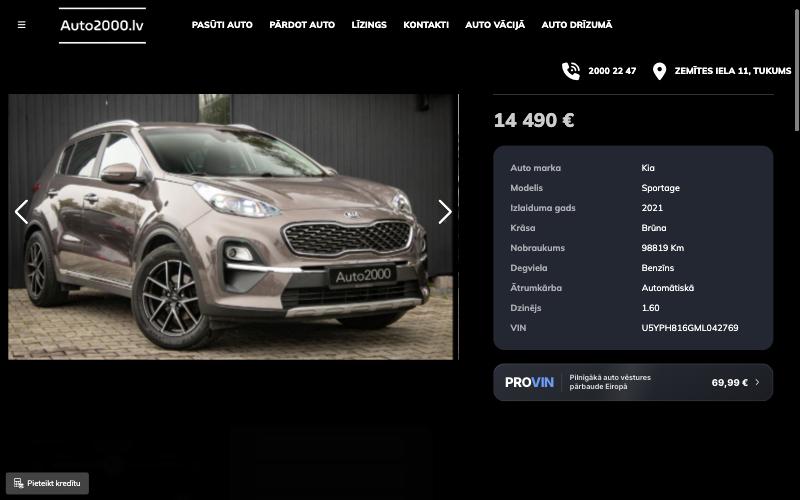 Auto2000.lv
PASŪTI AUTO PĀRDOT AUTO LĪZINGS KONTAKTI AUTO VĀCIJĀ AUTO DRĪZUMĀ
2000 22 47 ZEMĪTES IELA 11, TUKUMS
14 490 €
Auto marka Kia
Modelis Sportage
Izlaiduma gads 2021
Krāsa Brūna
Nobraukums 98819 Km
Degviela Benzīns
Ātrumkārba Automātiskā
Dzinējs 1.60
VIN U5YPH816GML042769
KIA
Auto2000
PROVIN Pilnīgākā auto vēstures
pārbaude Eiropā
69,99 €
Pieteikt kredītu